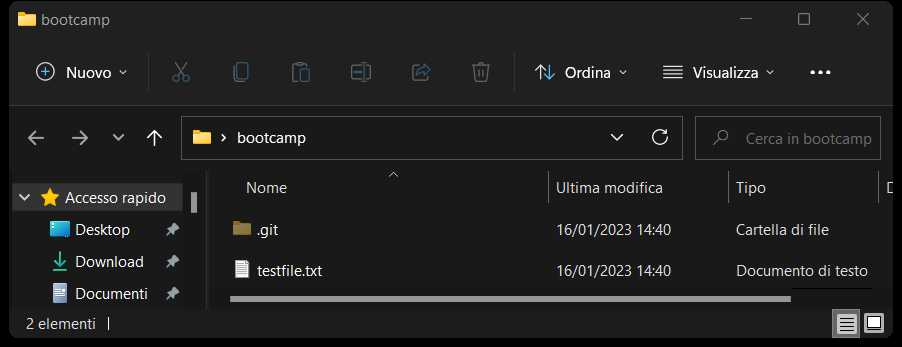 bootcamp
Nuovo
Ordina
Visualizza
bootcamp
Cerca in bootcamp
Nome
Ultima modifica
Tipo
D
Accesso rapido
.git
16/01/2023 14:40
Cartella di file
Desktop
Download
testfile.txt
16/01/2023 14:40
Documento di testo
Documenti
2 elementi